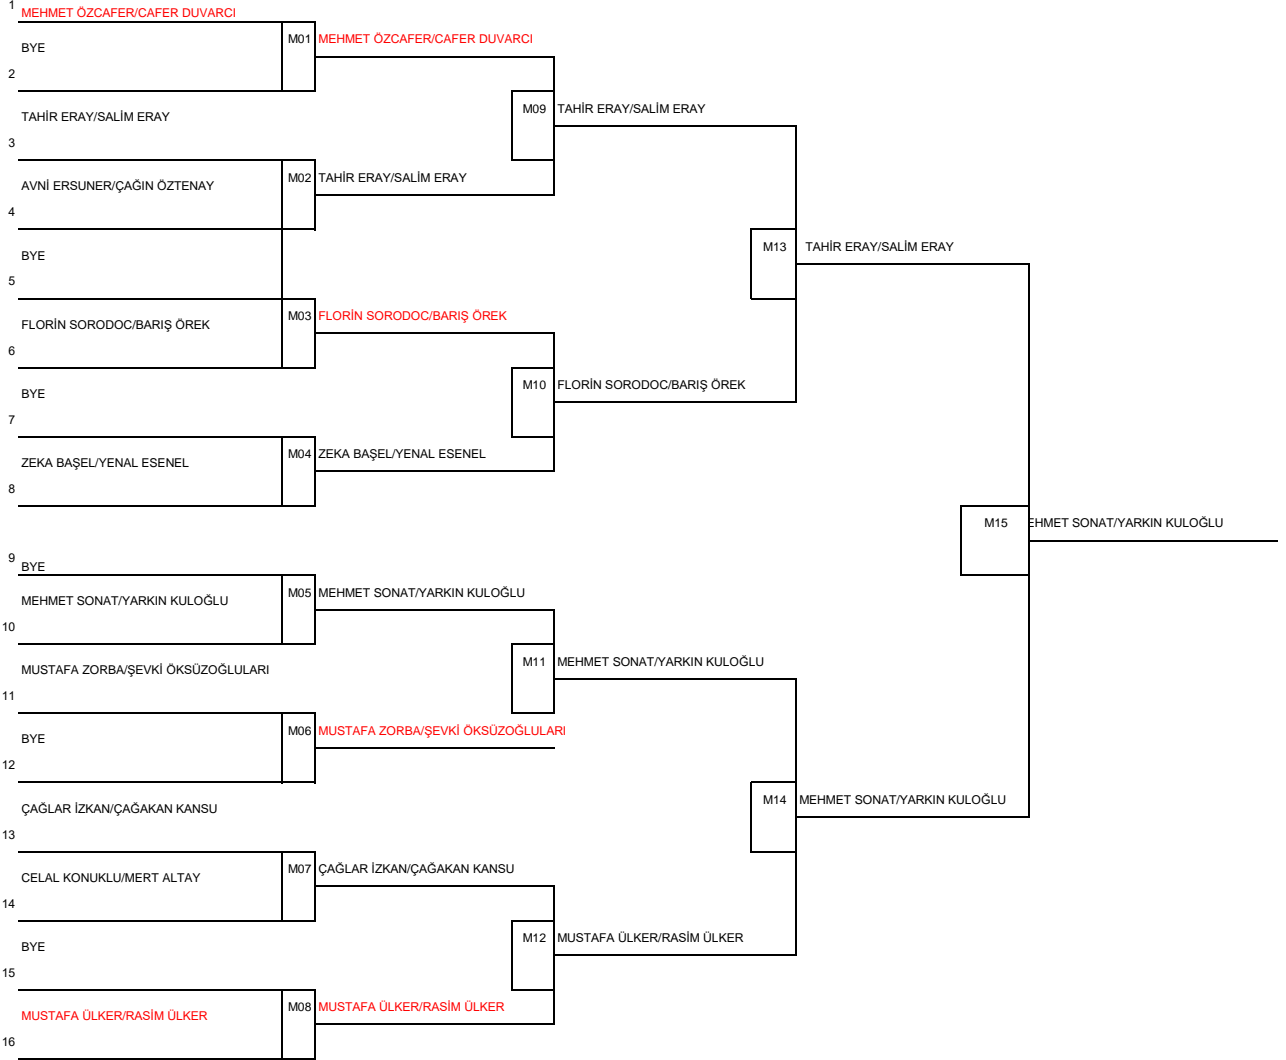 1
MEHMET ÖZCAFER/CAFER DUVARCI
BYE
M01
MEHMET ÖZCAFER/CAFER DUVARCI
2
TAHİR ERAY/SALİM ERAY
M09
TAHİR ERAY/SALİM ERAY
3
AVNİ ERSUNER/ÇAĞIN ÖZTENAY
M02
TAHİR ERAY/SALİM ERAY
4
BYE
M13
TAHİR ERAY/SALİM ERAY
5
FLORİN SORODOC/BARIŞ ÖREK
M03
FLORİN SORODOC/BARIŞ ÖREK
6
BYE
M10
FLORİN SORODOC/BARIŞ ÖREK
7
ZEKA BAŞEL/YENAL ESENEL
M04
ZEKA BAŞEL/YENAL ESENEL
8
M15
EHMET SONAT/YARKIN KULOĞLU
9
BYE
MEHMET SONAT/YARKIN KULOĞLU
M05
MEHMET SONAT/YARKIN KULOĞLU
10
MUSTAFA ZORBA/ŞEVKİ ÖKSÜZOĞLULARI
M11
MEHMET SONAT/YARKIN KULOĞLU
11
BYE
M06
MUSTAFA ZORBA/ŞEVKİ ÖKSÜZOĞLULARI
12
ÇAĞLAR İZKAN/ÇAĞAKAN KANSU
M14
MEHMET SONAT/YARKIN KULOĞLU
13
CELAL KONUKLU/MERT ALTAY
M07
ÇAĞLAR İZKAN/ÇAĞAKAN KANSU
14
BYE
M12
MUSTAFA ÜLKER/RASİM ÜLKER
15
MUSTAFA ÜLKER/RASİM ÜLKER
M08
MUSTAFA ÜLKER/RASİM ÜLKER
16